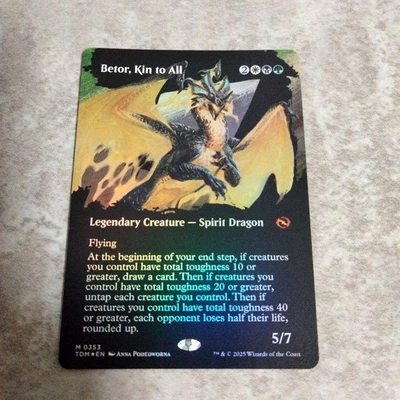 Betor, Kin to All 2
Legendary Creature — Spirit Dragon
Flying
At the beginning of your end step, if creatures
you control have total toughness 10 or
greater, draw a card. Then if creatures you
control have total toughness 20 or greater,
untap each creature you control. Then if
creatures you control have total toughness 40
or greater, each opponent loses half their life,
rounded up.
5/7
M 0353
TDM★EN Anna Podedworna
™ & © 2025 Wizards of the Coast